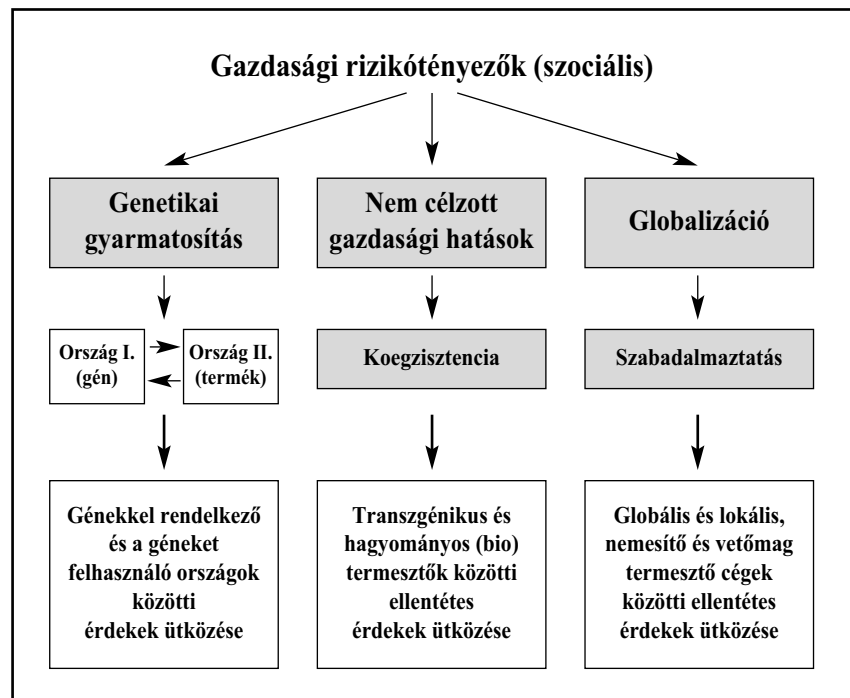 Gazdasági rizikótényezők (szociális)
Genetikai
gyarmatosítás
Nem célzott
gazdasági hatások
Globalizáció
Ország I.
(gén)
Ország II.
(termék)
Koegzisztencia
Szabadalmaztatás
Génekkel rendelkező
és a géneket
felhasználó országok
közötti
érdekek ütközése
Transzgénikus és
hagyományos (bio)
termesztők közötti
ellentétes
érdekek ütközése
Globális és lokális,
nemesítő és vetőmag
termesztő cégek
közötti ellentétes
érdekek ütközése